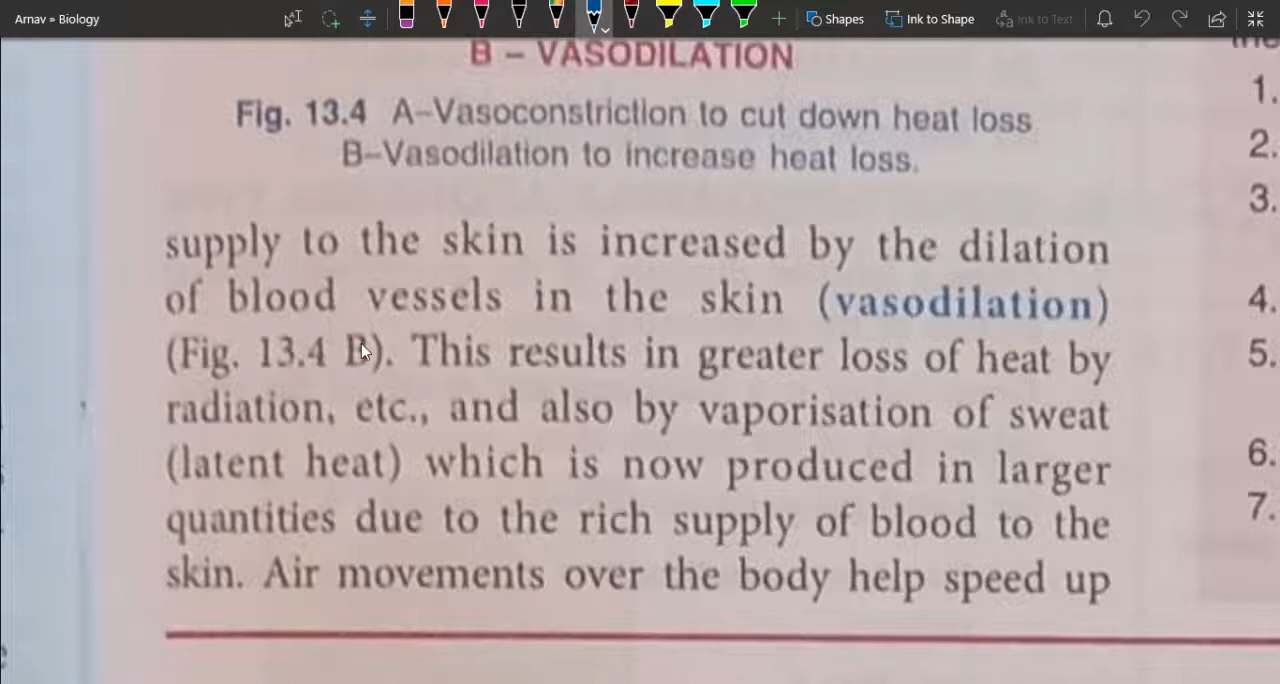 Arnav » Biology
Shapes
Ink to Shape
Ink to Text
B – VASODILATION
Fig. 13.4 A–Vasoconstriction to cut down heat loss
B–Vasodilation to increase heat loss.
supply to the skin is increased by the dilation
of blood vessels in the skin (vasodilation)
(Fig. 13.4 B). This results in greater loss of heat by
radiation, etc., and also by vaporisation of sweat
(latent heat) which is now produced in larger
quantities due to the rich supply of blood to the
skin. Air movements over the body help speed up
1.
2.
3.
4.
5.
6.
7.